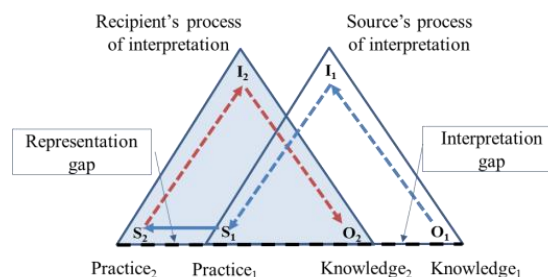 Recipient's process
of interpretation
Source's process
of interpretation
I2
I1
Representation
gap
Interpretation
gap
S2
S1
O2
O1
Practice2
Practice1
Knowledge2
Knowledge1